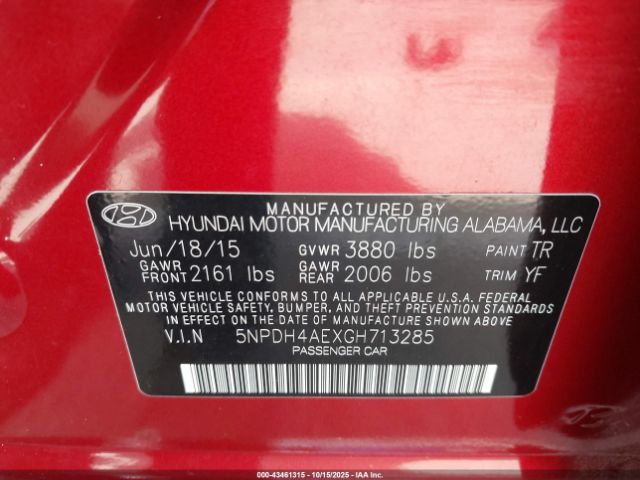 MANUFACTURED BY
HYUNDAI MOTOR MANUFACTURING ALABAMA, LLC
Jun/18/15 GVWR 3880 lbs PAINT TR
GAWR FRONT 2161 lbs GAWR REAR 2006 lbs TRIM YF
THIS VEHICLE CONFORMS TO ALL APPLICABLE U.S.A. FEDERAL
MOTOR VEHICLE SAFETY, BUMPER, AND THEFT PREVENTION STANDARDS
IN EFFECT ON THE DATE OF MANUFACTURE SHOWN ABOVE.
V.I.N 5NPDH4AEXGH713285
PASSENGER CAR
000-43461315 - 10/15/2025 - IAAI.COM